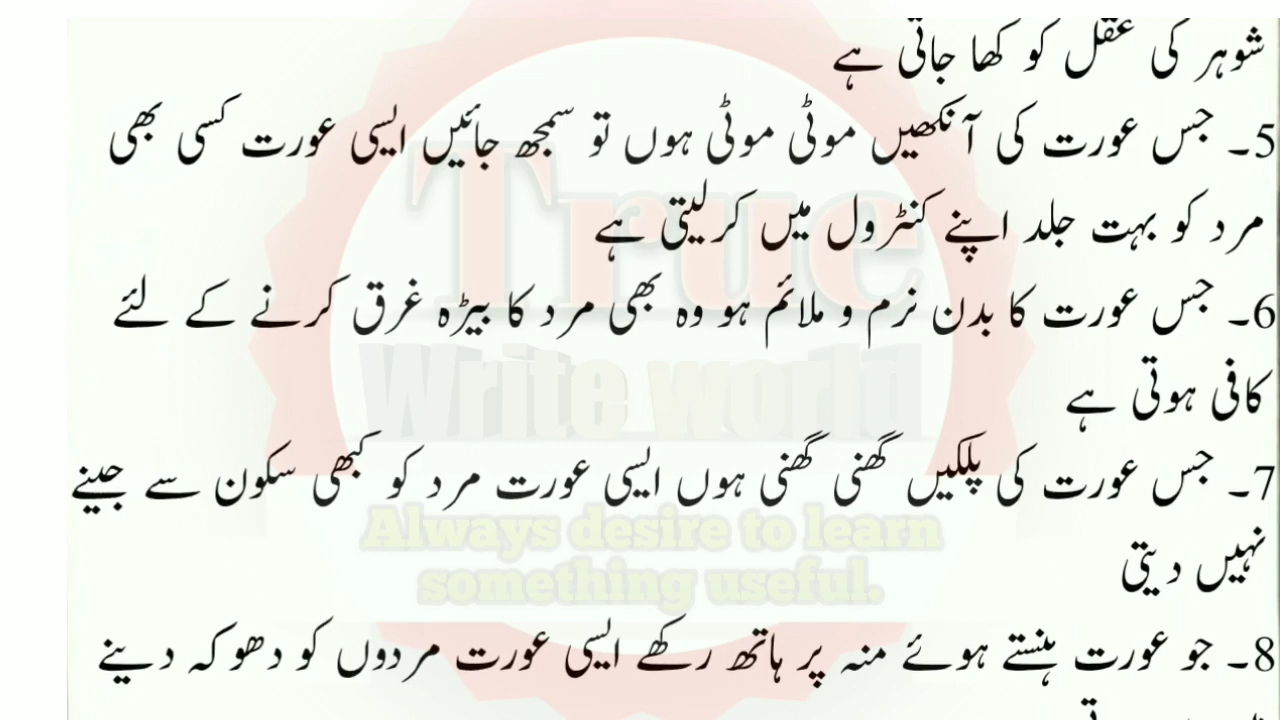 شوہر کی عقل کو کھا جاتی ہے
5۔ جس عورت کی آنکھیں موٹی موٹی ہوں تو سمجھ جائیں ایسی عورت کسی بھی
مرد کو بہت جلد اپنے کنٹرول میں کرلیتی ہے
6۔ جس عورت کا بدن نرم و ملائم ہو وہ بھی مرد کا بیڑہ غرق کرنے کے لئے
کافی ہوتی ہے
7۔ جس عورت کی پلکیں گھنی گھنی ہوں ایسی عورت مرد کو کبھی سکون سے جینے
نہیں دیتی
8۔ جو عورت ہنستے ہوئے منہ پر ہاتھ رکھے ایسی عورت مردوں کو دھوکہ دینے
True
Write world
Always desire to learn
something useful.